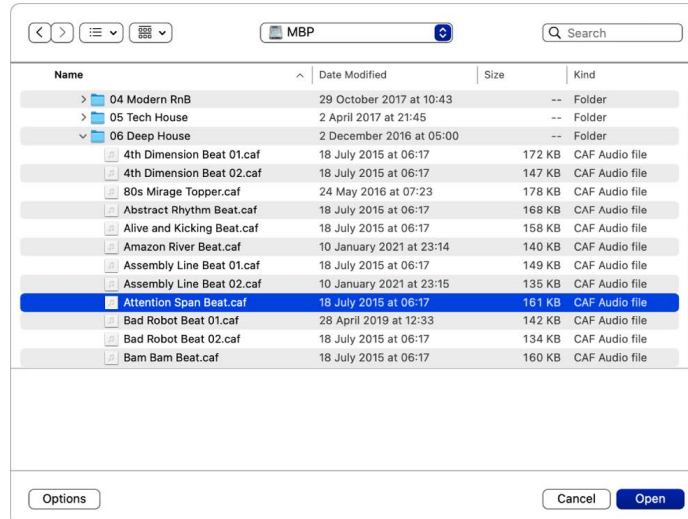 MBP
Search
Name Date Modified Size Kind
04 Modern RnB 29 October 2017 at 10:43 -- Folder
05 Tech House 2 April 2017 at 21:45 -- Folder
06 Deep House 2 December 2016 at 05:00 -- Folder
4th Dimension Beat 01.caf 18 July 2015 at 06:17 172 KB CAF Audio file
4th Dimension Beat 02.caf 18 July 2015 at 06:17 147 KB CAF Audio file
80s Mirage Topper.caf 24 May 2016 at 07:23 178 KB CAF Audio file
Abstract Rhythm Beat.caf 18 July 2015 at 06:17 168 KB CAF Audio file
Alive and Kicking Beat.caf 18 July 2015 at 06:17 158 KB CAF Audio file
Amazon River Beat.caf 10 January 2021 at 23:14 140 KB CAF Audio file
Assembly Line Beat 01.caf 18 July 2015 at 06:17 149 KB CAF Audio file
Assembly Line Beat 02.caf 10 January 2021 at 23:15 135 KB CAF Audio file
Attention Span Beat.caf 18 July 2015 at 06:17 161 KB CAF Audio file
Bad Robot Beat 01.caf 28 April 2019 at 12:33 142 KB CAF Audio file
Bad Robot Beat 02.caf 18 July 2015 at 06:17 134 KB CAF Audio file
Bam Bam Beat.caf 18 July 2015 at 06:17 160 KB CAF Audio file
Options Cancel Open